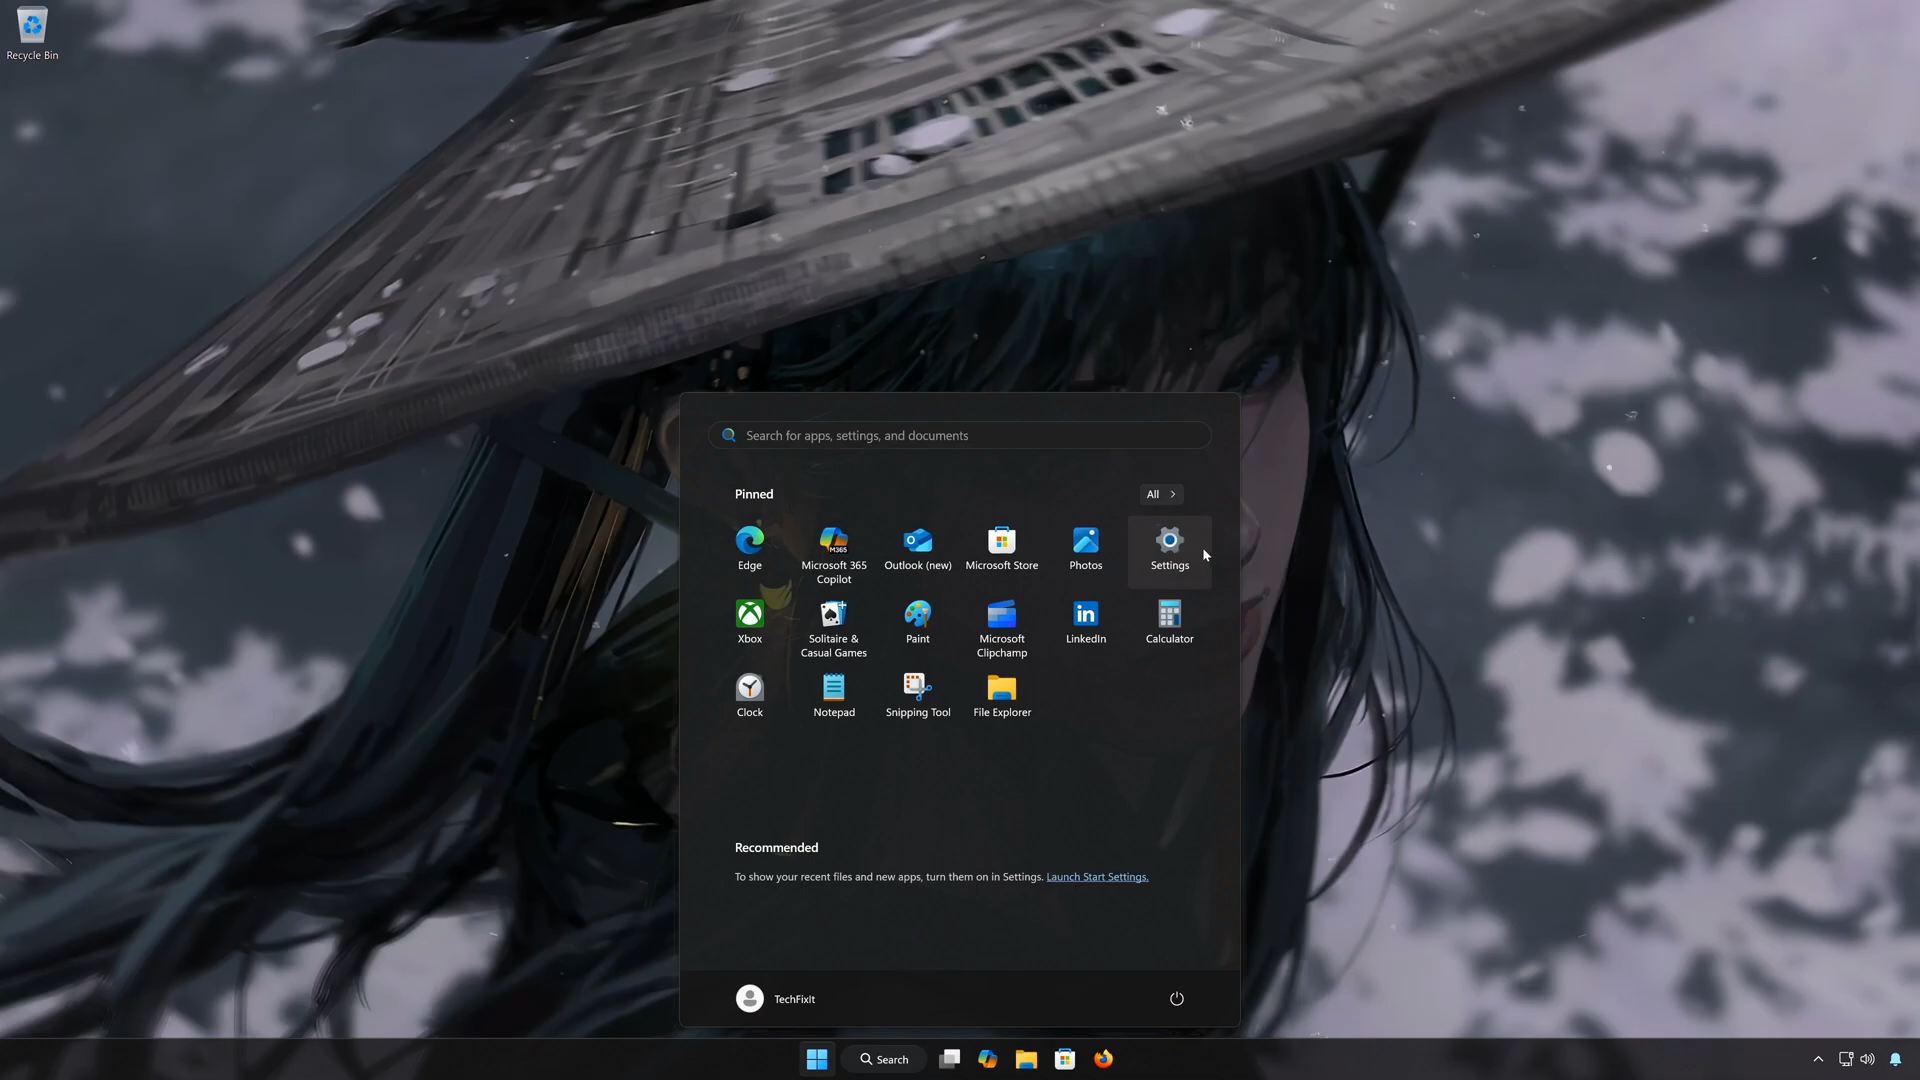 Recycle Bin
Search for apps, settings, and documents
Pinned
All
Edge
Microsoft 365
Copilot
M365
Outlook (new)
Microsoft Store
Photos
Settings
Xbox
Solitaire &
Casual Games
Paint
Microsoft
Clipchamp
in
LinkedIn
Calculator
Clock
Notepad
Snipping Tool
File Explorer
Recommended
To show your recent files and new apps, turn them on in Settings. Launch Start Settings.
TechFixIt
Search